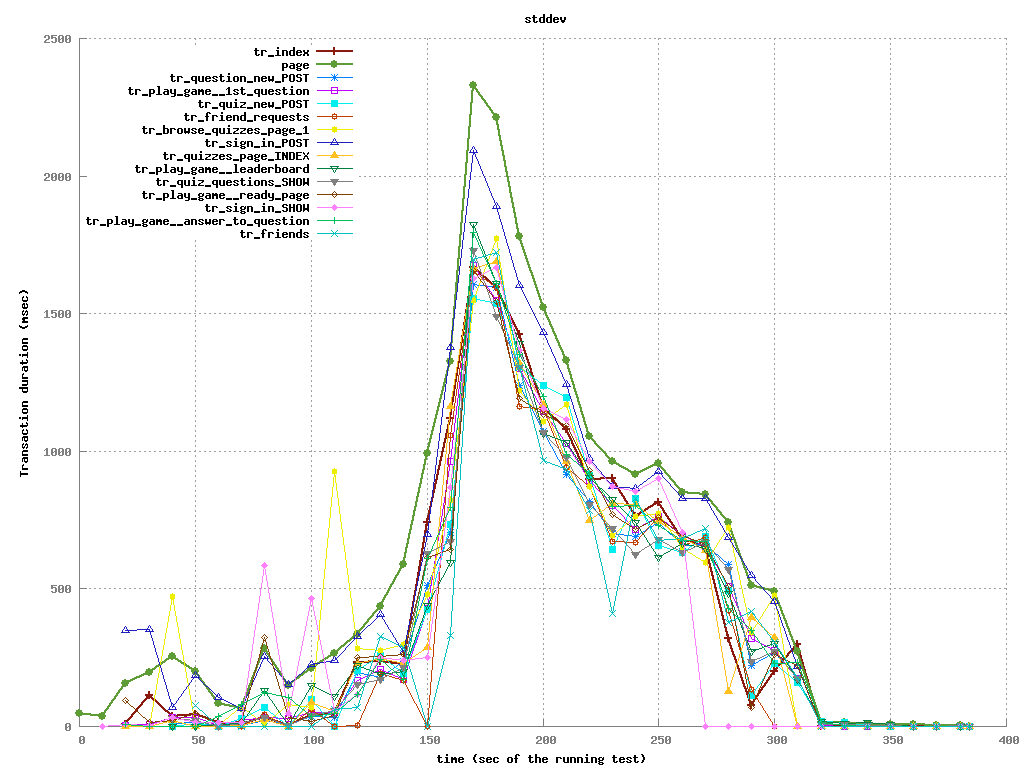 stddev
2500
2000
1500
1000
500
0
tr_index
page
tr_question_new_POST
tr_play_game__1st_question
tr_quiz_new_POST
tr_friend_requests
tr_browse_quizzes_page_1
tr_sign_in_POST
tr_quizzes_page_INDEX
tr_play_game__leaderboard
tr_quiz_questions_SHOW
tr_play_game__ready_page
tr_sign_in_SHOW
tr_play_game__answer_to_question
tr_friends
Transaction duration (msec)
0 50 100 150 200 250 300 350 400
time (sec of the running test)